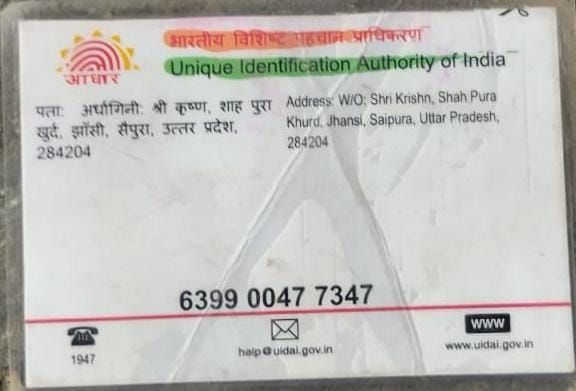 भारतीय विशिष्ट पहचान प्राधिकरण
Unique Identification Authority of India
आधार
पता: अर्धांगिनी: श्री कृष्ण, शाह पुरा
खुर्द, झाँसी, सैपुरा, उत्तर प्रदेश,
284204
Address: W/O: Shri Krishn, Shah Pura
Khurd, Jhansi, Saipura, Uttar Pradesh,
284204
6399 0047 7347
1947
help@uidai.gov.in
WWW
www.uidai.gov.in